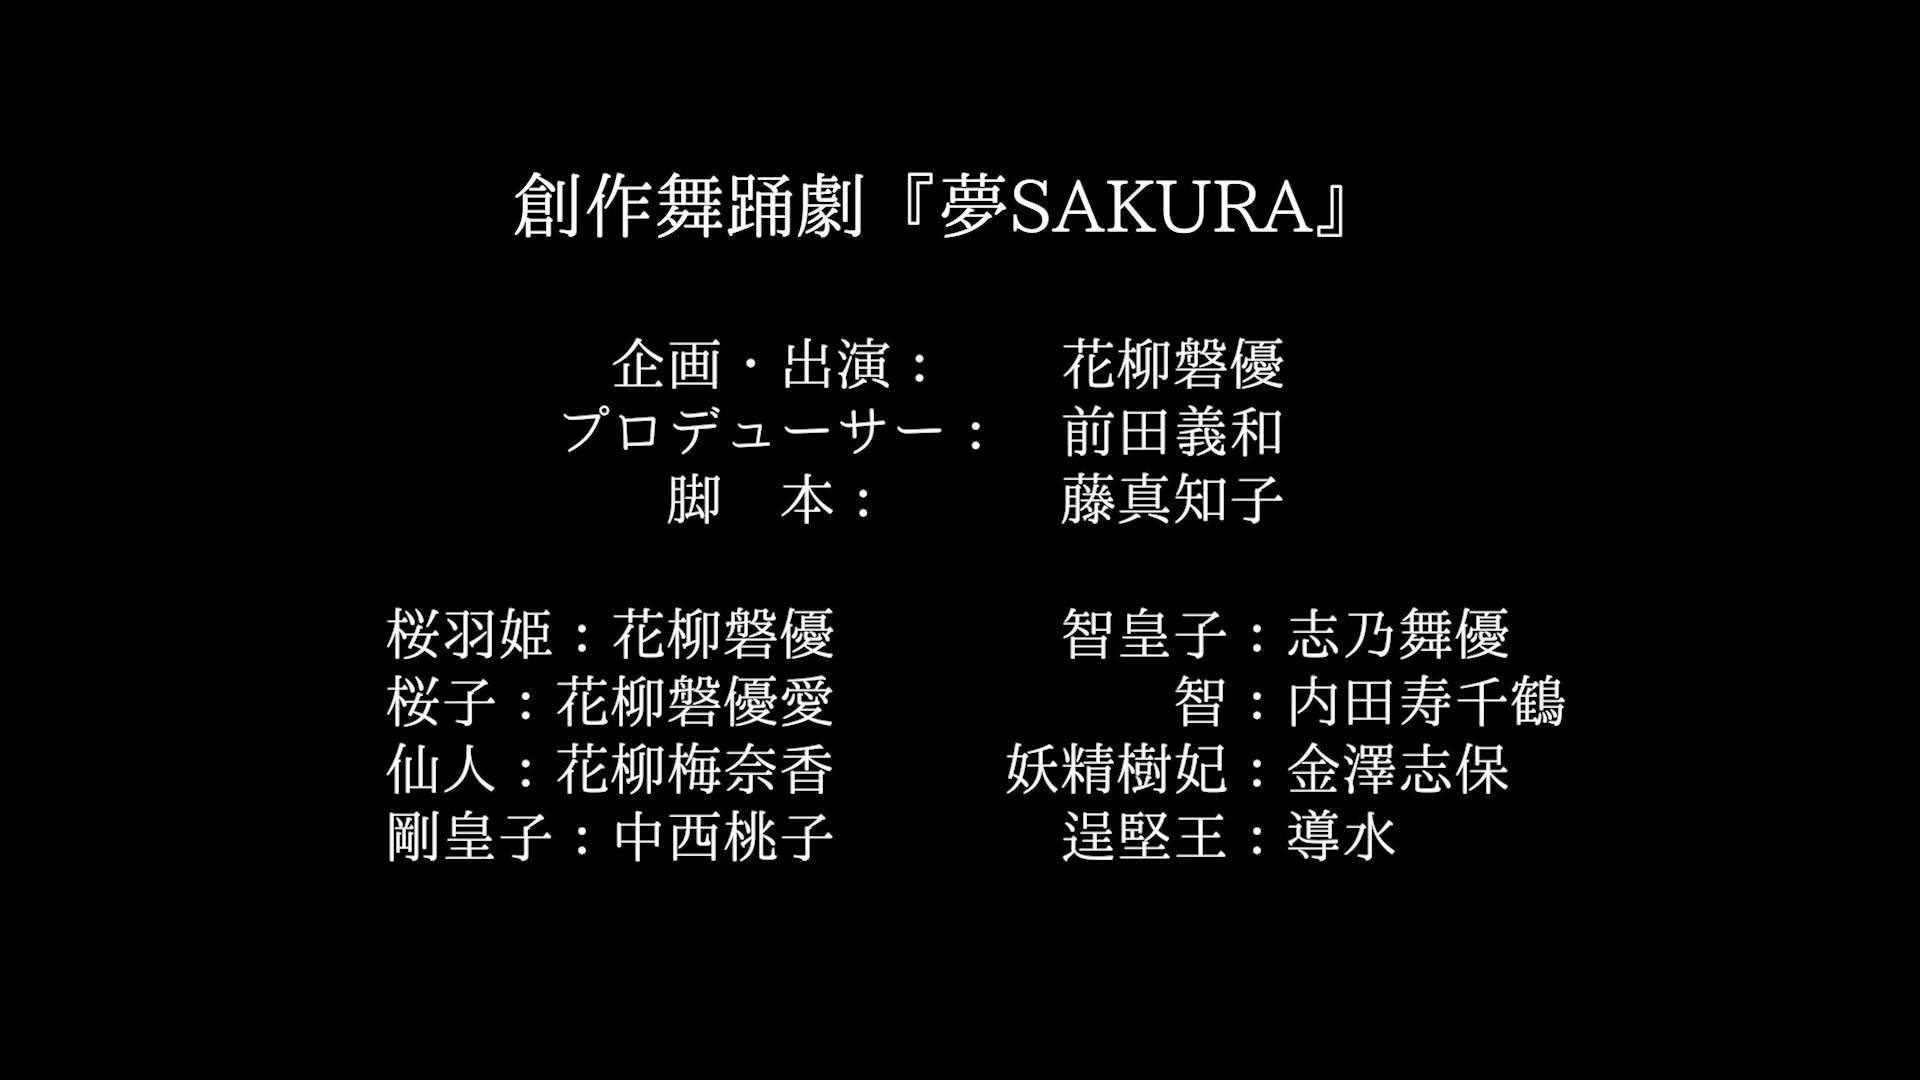 創作舞踊劇『夢SAKURA』
企画・出演：　花柳磐優
プロデューサー：　前田義和
脚　本：　藤真知子
桜羽姫：花柳磐優　智皇子：志乃舞優
桜子：花柳磐優愛　智：内田寿千鶴
仙人：花柳梅奈香　妖精樹妃：金澤志保
剛皇子：中西桃子　逞堅王：導水